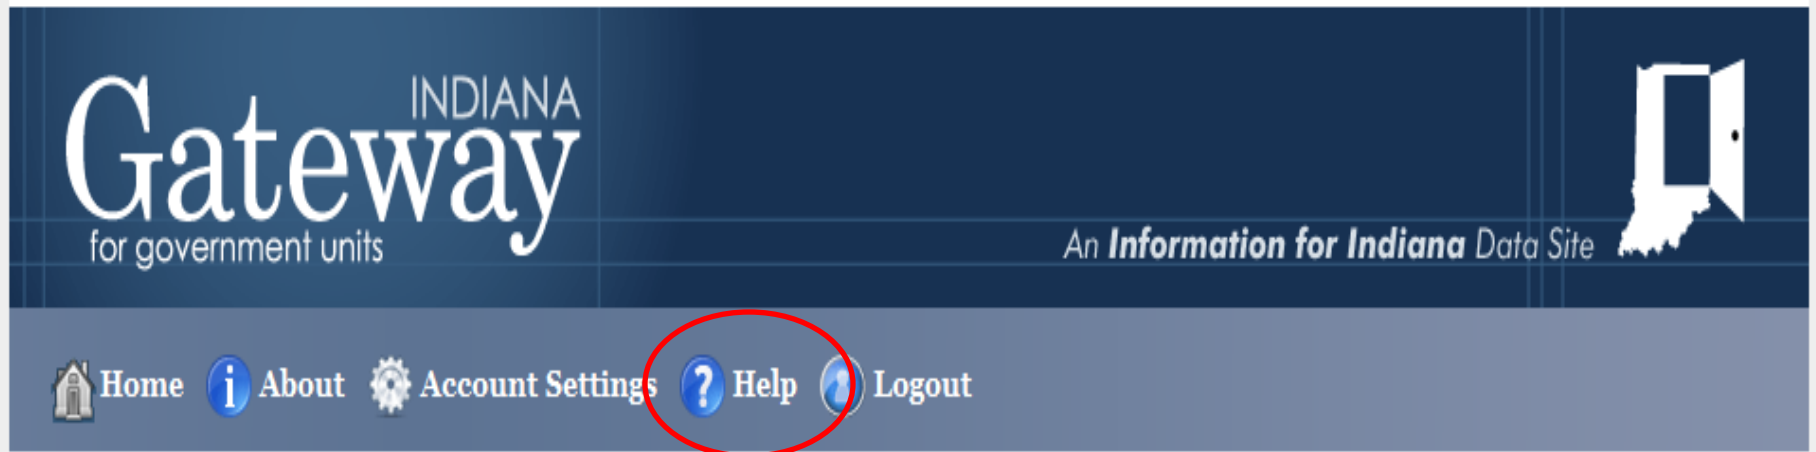 INDIANA
Gateway
for government units
An Information for Indiana Data Site
Home About Account Settings Help Logout